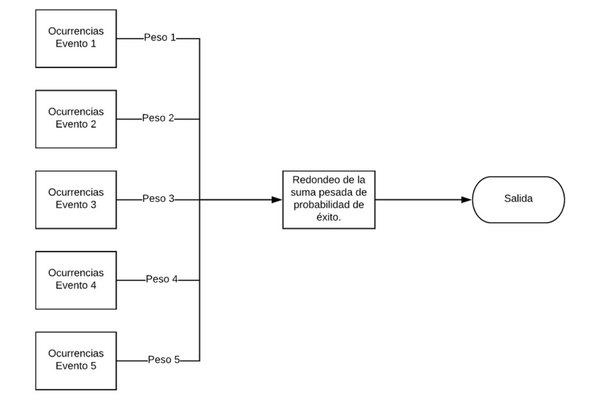 Ocurrencias
Evento 1
Peso 1
Ocurrencias
Evento 2
Peso 2
Ocurrencias
Evento 3
Peso 3
Redondeo de la
suma pesada de
probabilidad de
éxito.
Salida
Ocurrencias
Evento 4
Peso 4
Ocurrencias
Evento 5
Peso 5